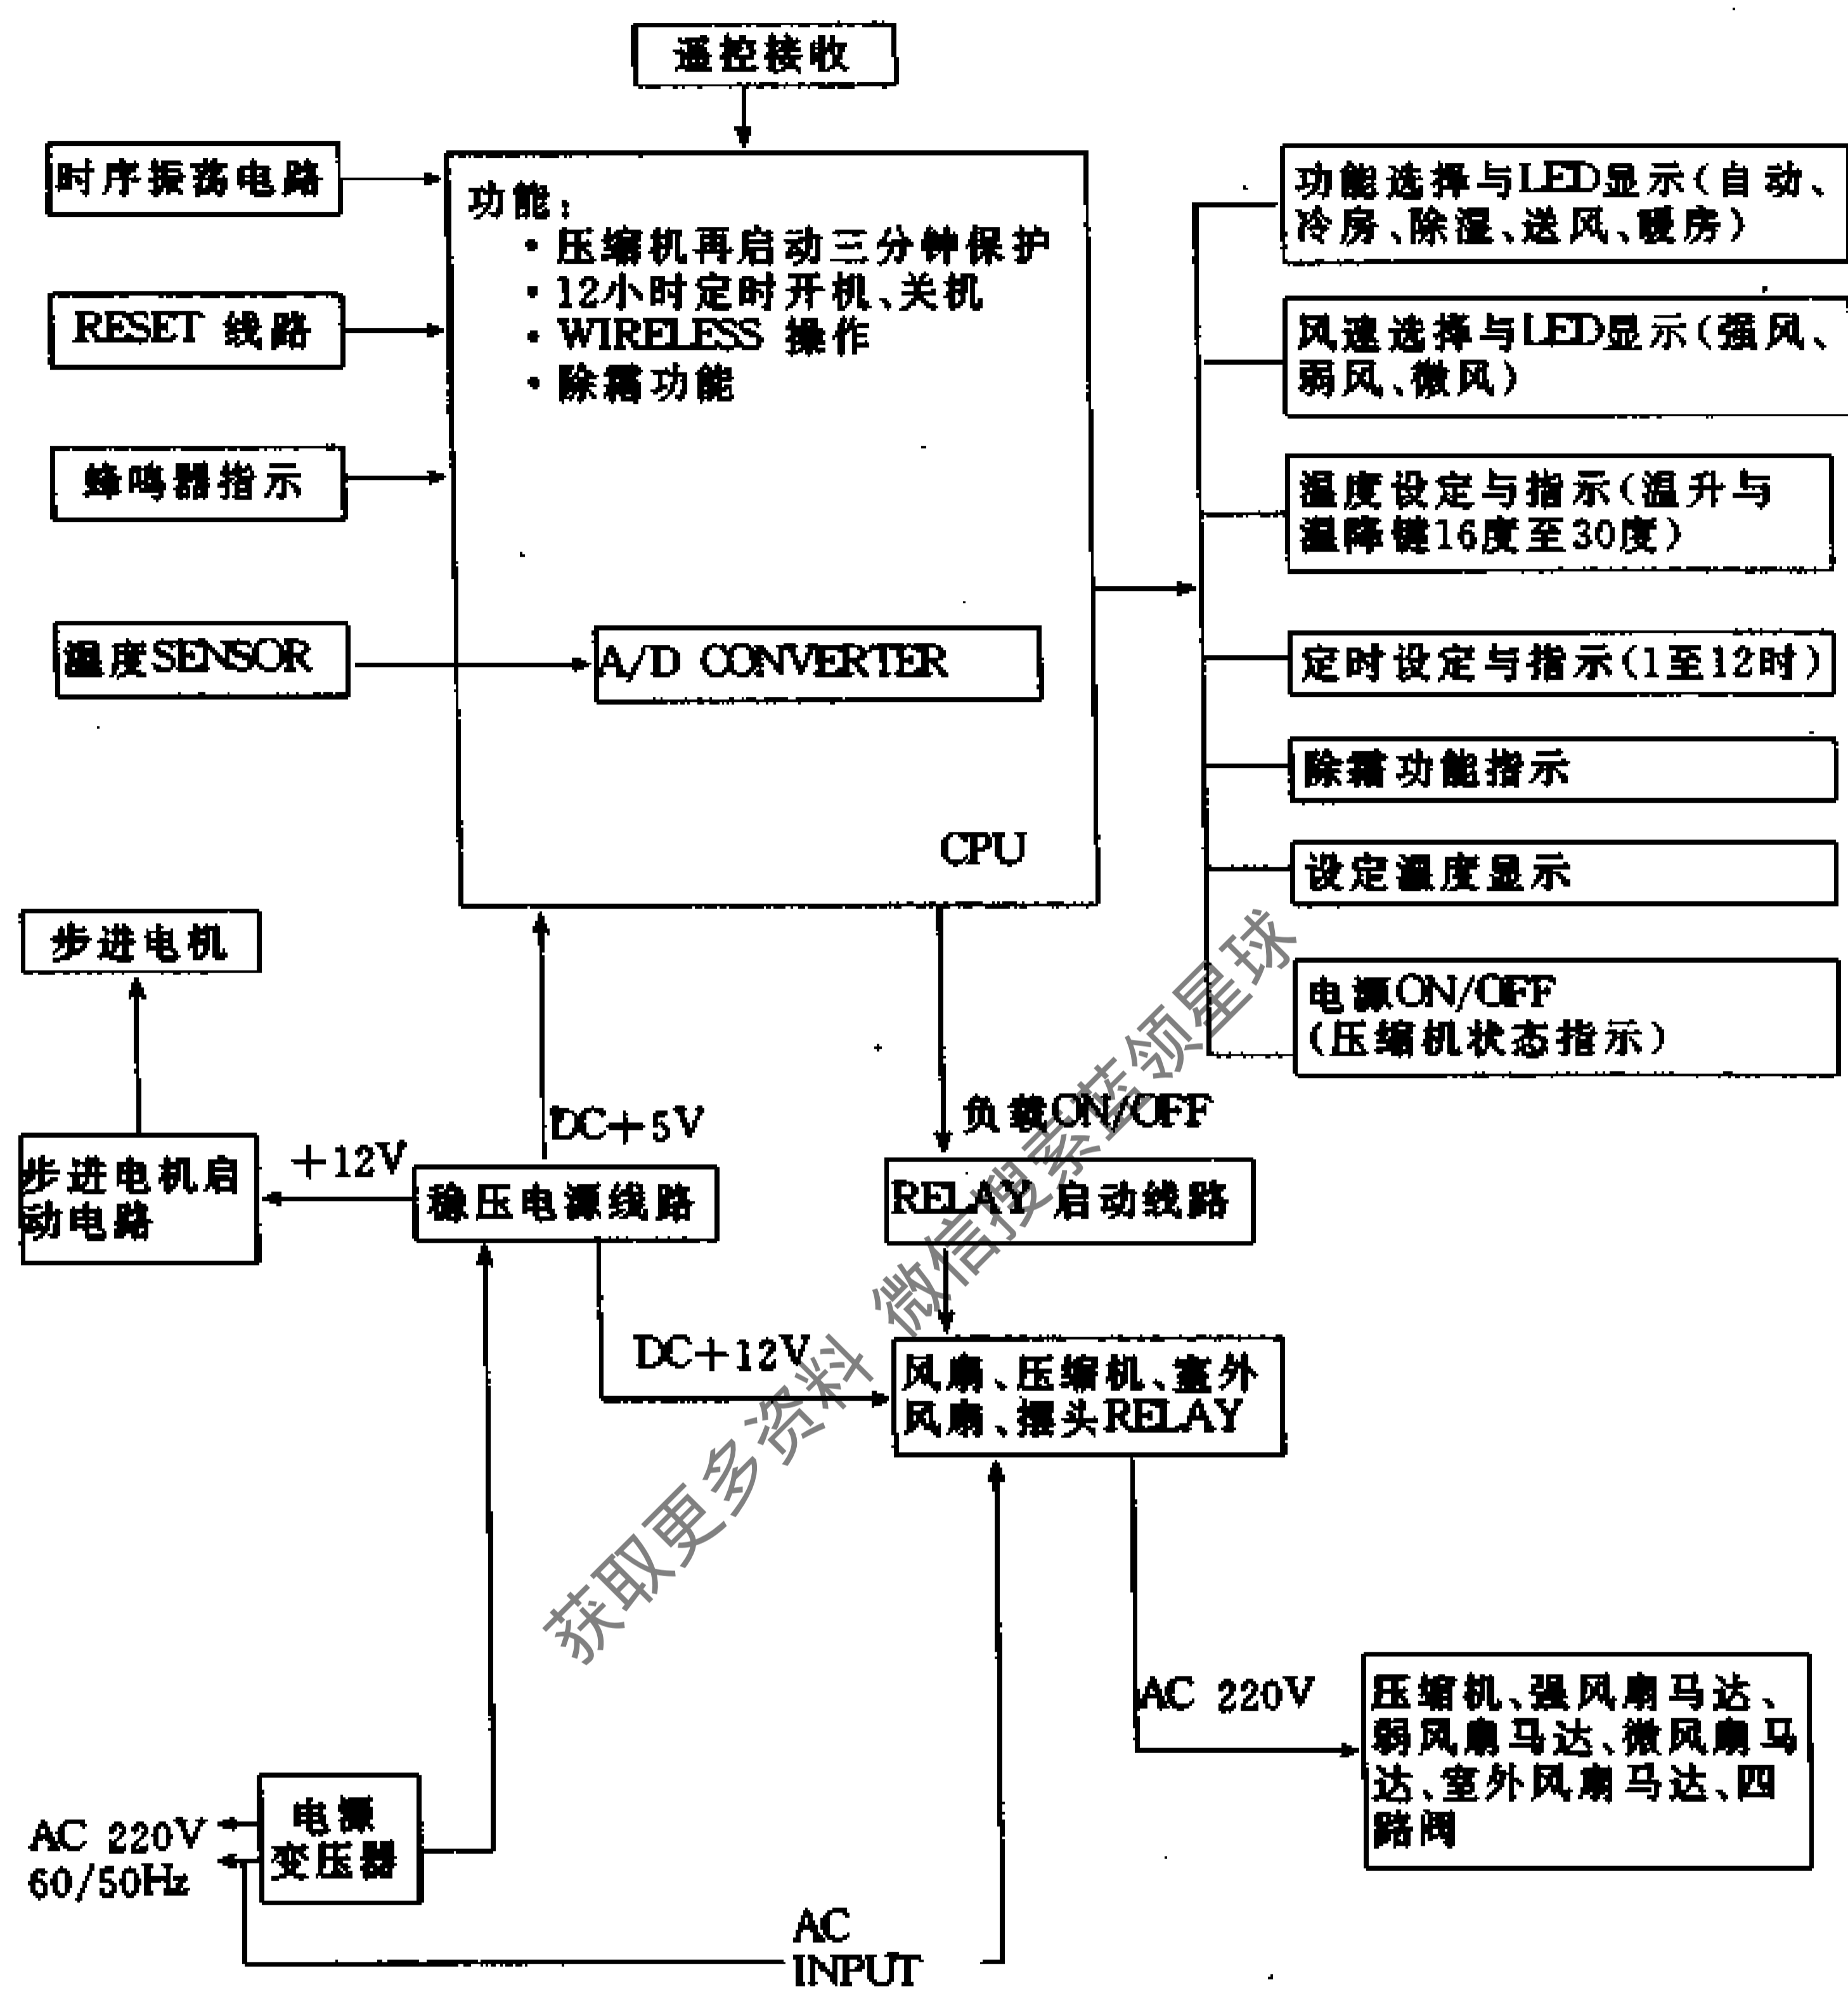 遥控接收
时序振荡电路
RESET 线路
蜂鸣器指示
温度SENSOR
功能:
·压缩机再启动三分钟保护
·12小时定时开机、关机
·WIRELESS 操作
·除霜功能
A/D CONVERTER
CPU
功能选择与LED显示(自动、
冷房、除湿、送风、暖房)
风速选择与LED显示(强风、
弱风、微风)
温度设定与指示(温升与
温降键16度至30度)
定时设定与指示(1至12时)
除霜功能指示
设定温度显示
电源ON/OFF
(压缩机状态指示)
步进电机
步进电机启
动电路
+12V
DC+5V
稳压电源线路
负载ON/OFF
RELAY 启动线路
DC+12V
风扇、压缩机、室外
风扇、摆头RELAY
AC 220V
压缩机、强风扇马达、
弱风扇马达、微风扇马
达、室外风扇马达、四
路阀
电源
变压器
AC 220V
60/50Hz
AC
INPUT
获取更多资料 微信搜索蓝领星球